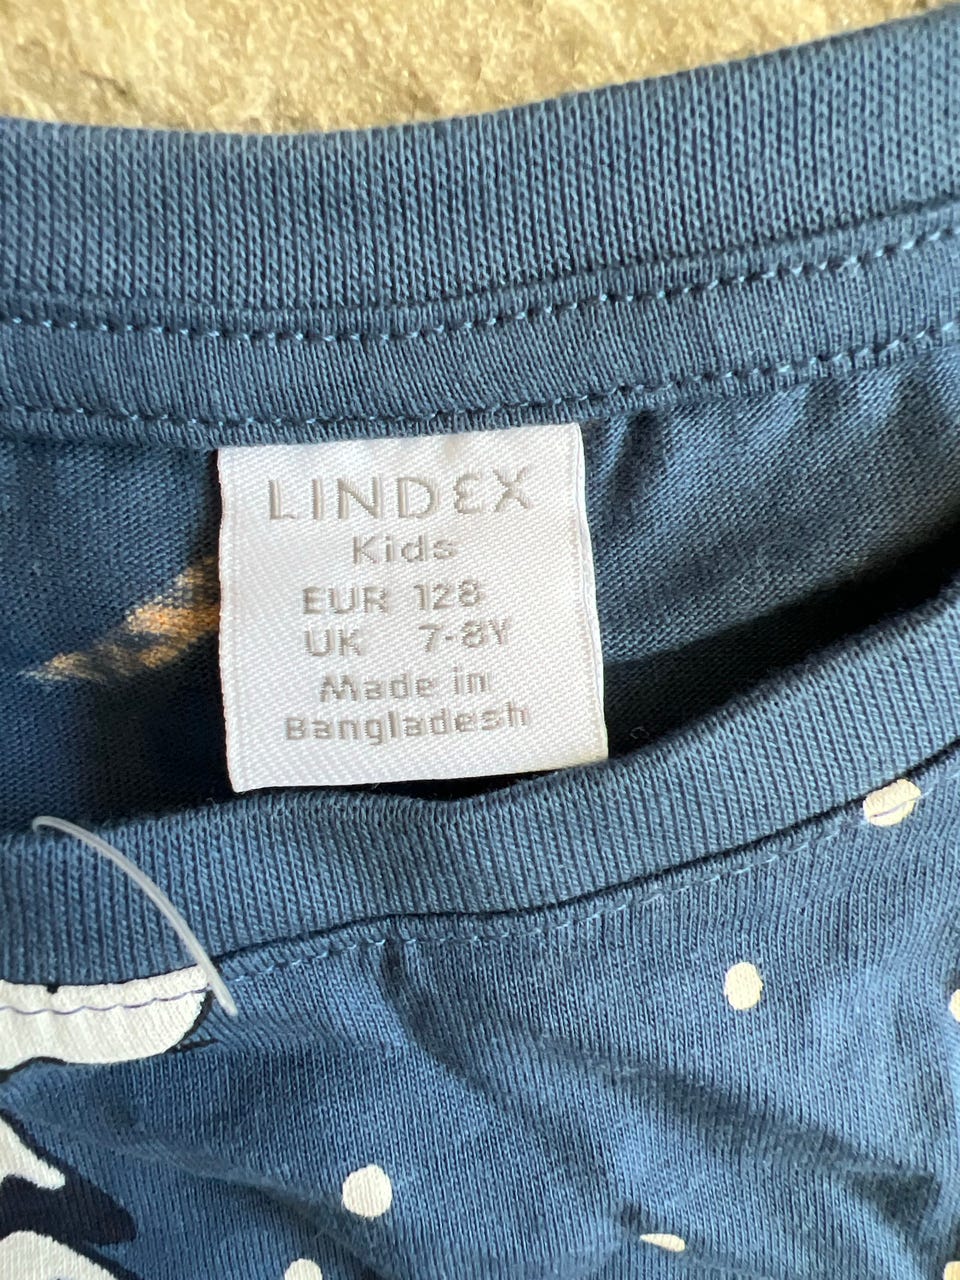 LINDEX
Kids
EUR 128
UK 7-8Y
Made in
Bangladesh